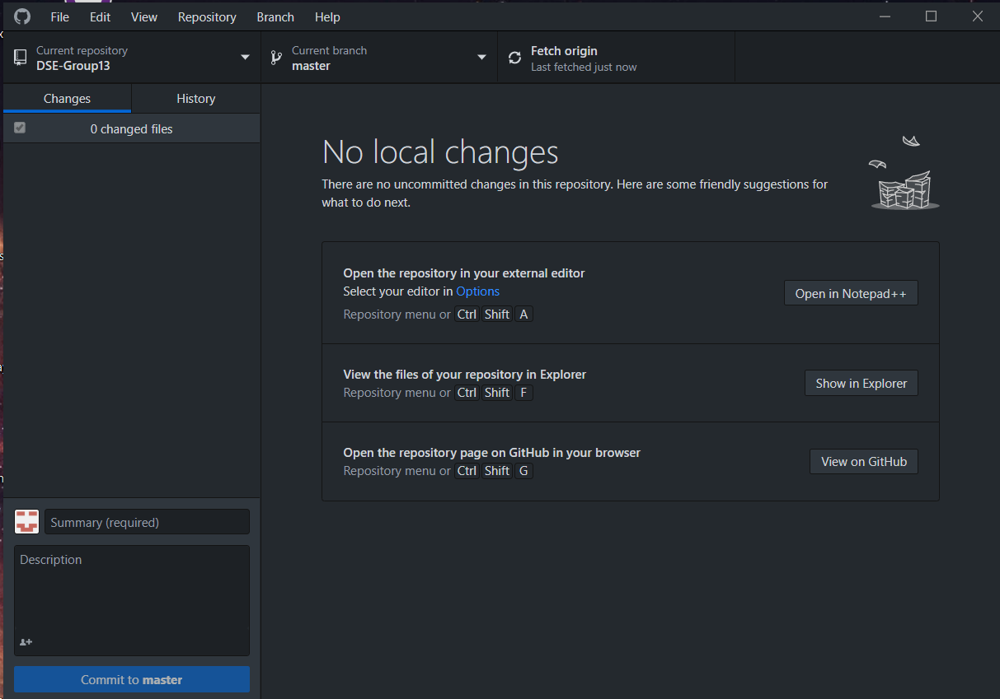 File Edit View Repository Branch Help
Current repository
DSE-Group13
Current branch
master
Fetch origin
Last fetched just now
Changes
History
0 changed files
No local changes
There are no uncommitted changes in this repository. Here are some friendly suggestions for
what to do next.
Open the repository in your external editor
Select your editor in Options
Repository menu or Ctrl Shift A
Open in Notepad++
View the files of your repository in Explorer
Repository menu or Ctrl Shift F
Show in Explorer
Open the repository page on GitHub in your browser
Repository menu or Ctrl Shift G
View on GitHub
Summary (required)
Description
Commit to master